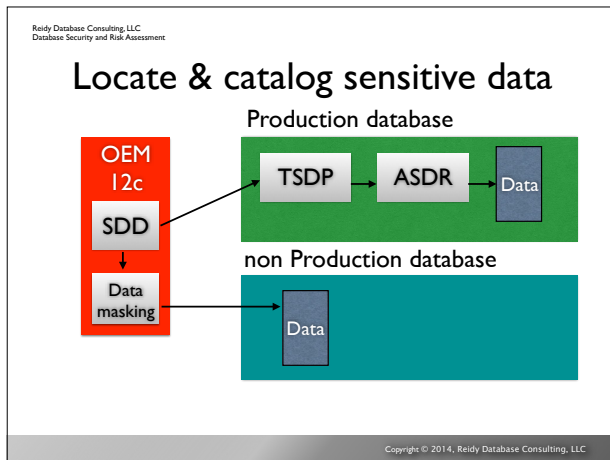 Reidy Database Consulting, LLC
Database Security and Risk Assessment
Locate & catalog sensitive data
Production database
OEM
12c
SDD
Data
masking
TSDP
ASDR
Data
non Production database
Data
Copyright © 2014, Reidy Database Consulting, LLC